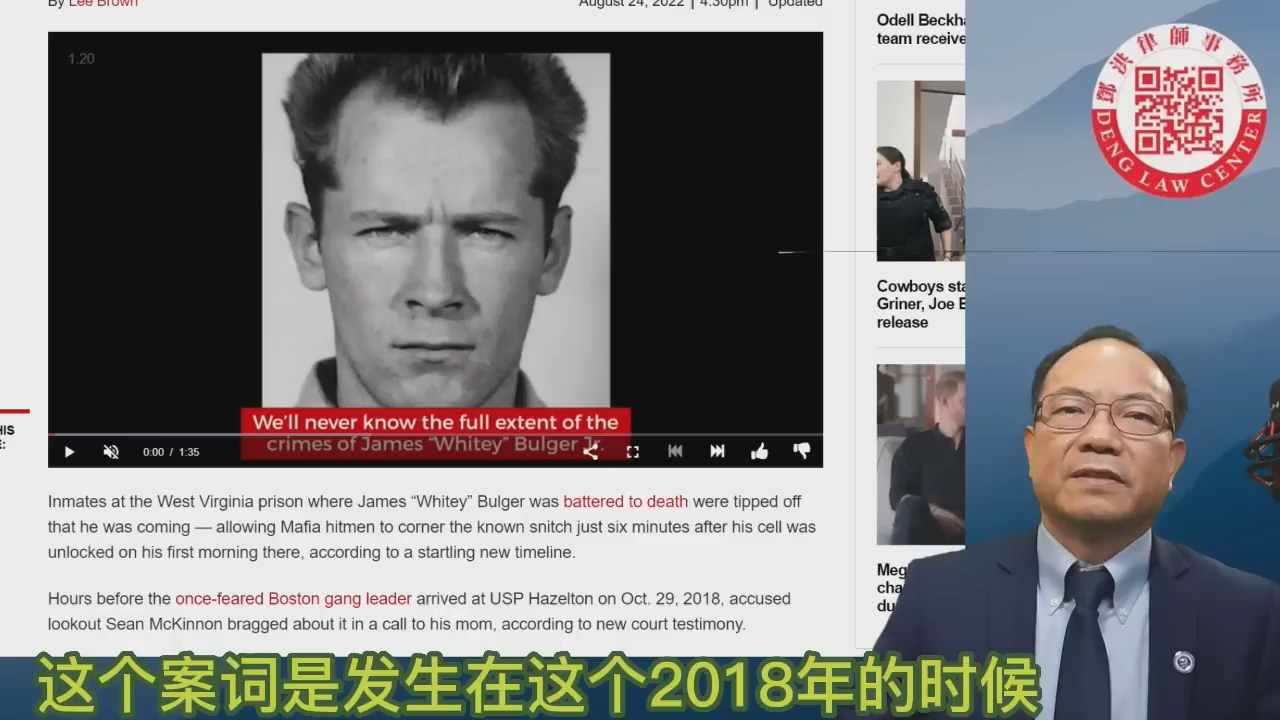 By Lee Brown
August 24, 2022 | 4:30pm | Updated
1.20
We'll never know the full extent of the
crimes of James “Whitey” Bulger Jr.
0:00 / 1:35
Inmates at the West Virginia prison where James “Whitey” Bulger was battered to death were tipped off
that he was coming — allowing Mafia hitmen to corner the known snitch just six minutes after his cell was
unlocked on his first morning there, according to a startling new timeline.
Hours before the once-feared Boston gang leader arrived at USP Hazelton on Oct. 29, 2018, accused
lookout Sean McKinnon bragged about it in a call to his mom, according to new court testimony.
Odell Beckha
team receive
Cowboys sta
Griner, Joe
release
Meg
cha
du
鄧洪律師事務所
DENG LAW CENTER
这个案词是发生在这个2018年的时候